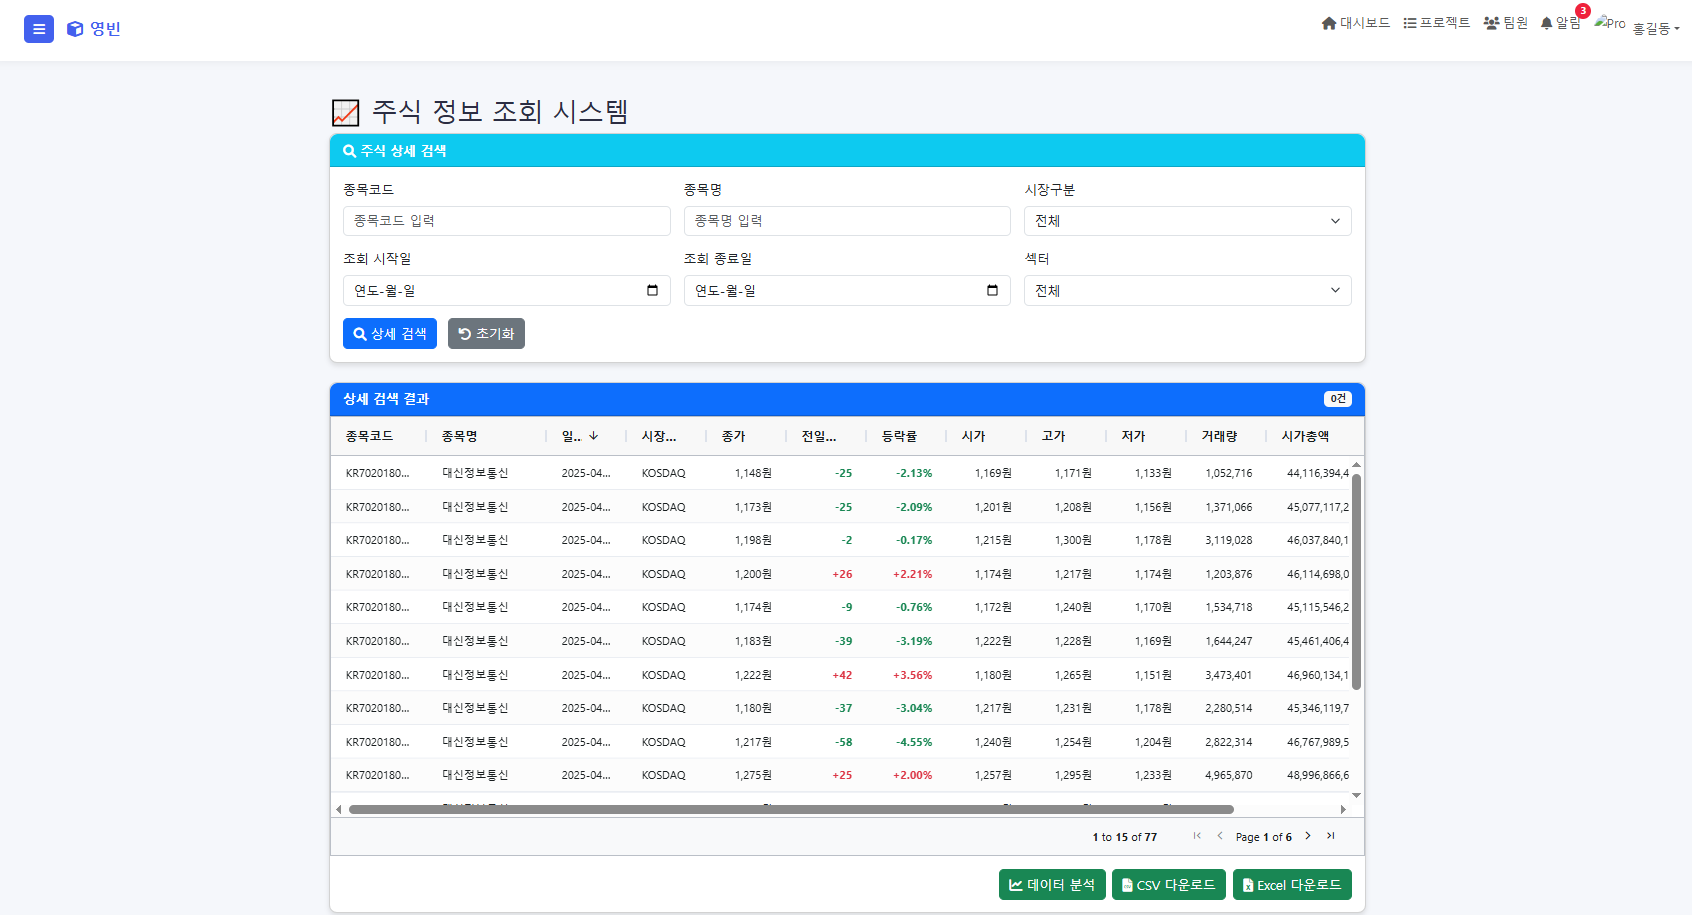 영빈
대시보드 프로젝트 팀원 알림 3 Pro 홍길동
주식 정보 조회 시스템
주식 상세 검색
종목코드 종목명 시장구분
종목코드 입력 종목명 입력 전체
조회 시작일 조회 종료일 섹터
연도-월-일 연도-월-일 전체
상세 검색 초기화
상세 검색 결과 0건
종목코드 종목명 일... 시장... 종가 전일... 등락률 시가 고가 저가 거래량 시가총액
KR7020180... 대신정보통신 2025-04... KOSDAQ 1,148원 -25 -2.13% 1,169원 1,171원 1,133원 1,052,716 44,116,394,4
KR7020180... 대신정보통신 2025-04... KOSDAQ 1,173원 -25 -2.09% 1,201원 1,208원 1,156원 1,371,066 45,077,117,2
KR7020180... 대신정보통신 2025-04... KOSDAQ 1,198원 -2 -0.17% 1,215원 1,300원 1,178원 3,119,028 46,037,840,1
KR7020180... 대신정보통신 2025-04... KOSDAQ 1,200원 +26 +2.21% 1,174원 1,217원 1,174원 1,203,876 46,114,698,0
KR7020180... 대신정보통신 2025-04... KOSDAQ 1,174원 -9 -0.76% 1,172원 1,240원 1,170원 1,534,718 45,115,546,2
KR7020180... 대신정보통신 2025-04... KOSDAQ 1,183원 -39 -3.19% 1,222원 1,228원 1,169원 1,644,247 45,461,406,4
KR7020180... 대신정보통신 2025-04... KOSDAQ 1,222원 +42 +3.56% 1,180원 1,265원 1,151원 3,473,401 46,960,134,1
KR7020180... 대신정보통신 2025-04... KOSDAQ 1,180원 -37 -3.04% 1,217원 1,231원 1,178원 2,280,514 45,346,119,7
KR7020180... 대신정보통신 2025-04... KOSDAQ 1,217원 -58 -4.55% 1,240원 1,254원 1,204원 2,822,314 46,767,989,5
KR7020180... 대신정보통신 2025-04... KOSDAQ 1,275원 +25 +2.00% 1,257원 1,295원 1,233원 4,965,870 48,996,866,6
1 to 15 of 77 Page 1 of 6
데이터 분석 CSV 다운로드 Excel 다운로드